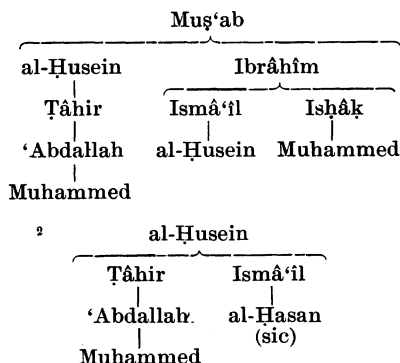 Muṣ‘ab
al-Ḥusein Ibrâhîm
Ṭâhir Ismâ‘îl Isḥâḳ
‘Abdallah al-Ḥusein Muhammed
Muhammed
2 al-Ḥusein
Ṭâhir Ismâ‘îl
‘Abdallah. al-Ḥasan
(sic)
Muhammed